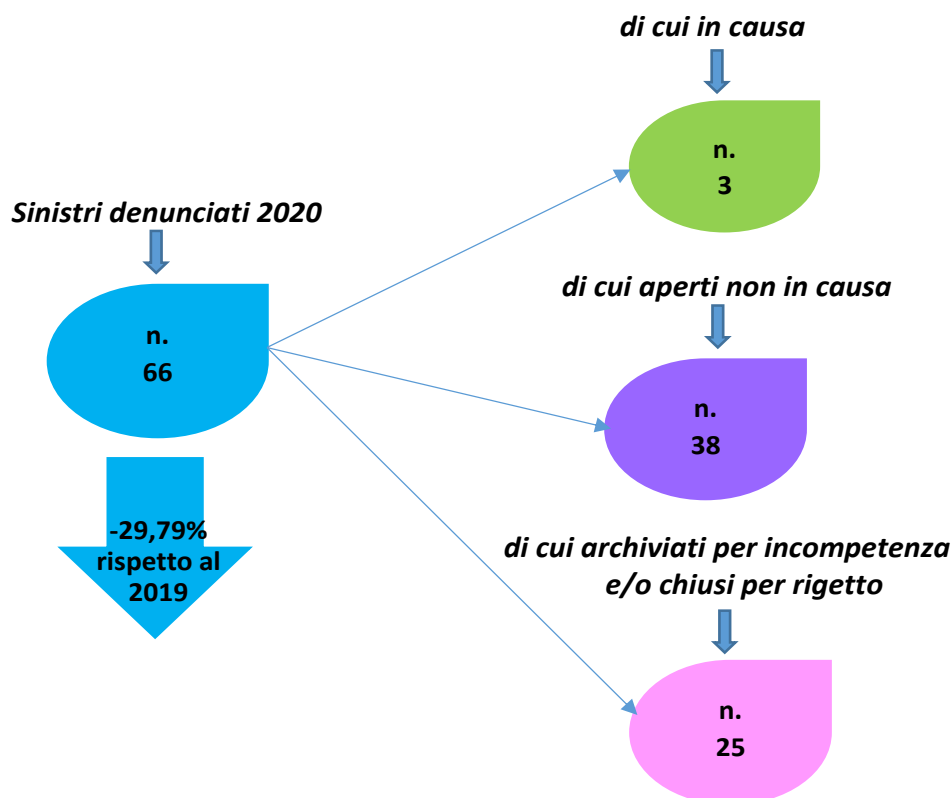 di cui in causa
n.
3
Sinistri denunciati 2020
n.
66
di cui aperti non in causa
n.
38
-29,79%
rispetto al
2019
di cui archiviati per incompetenza
e/o chiusi per rigetto
n.
25